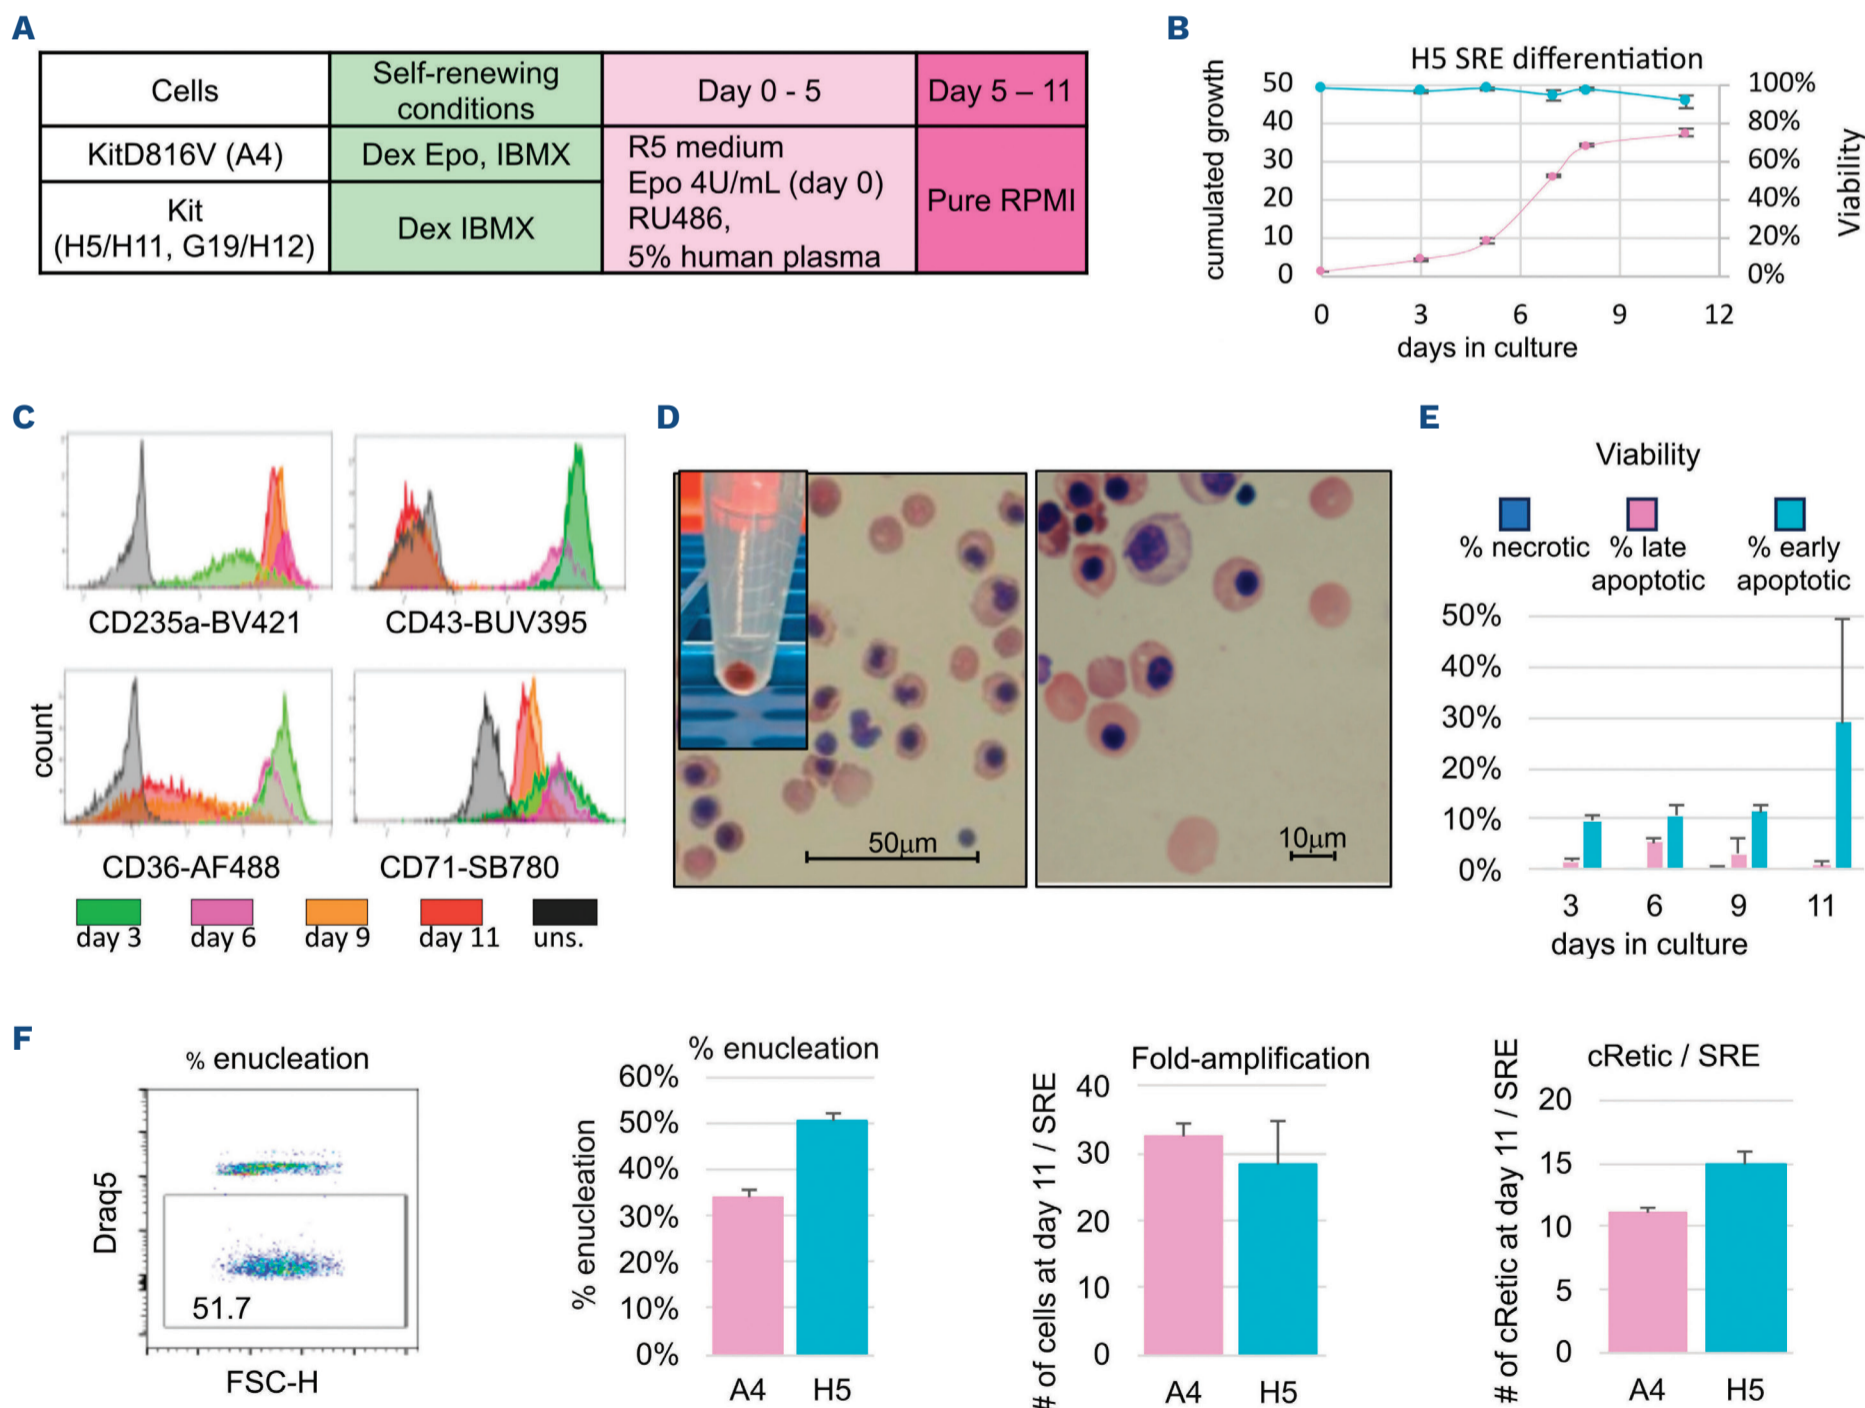 A
Cells
Self-renewing
conditions
Day 0 - 5
Day 5 – 11
KitD816V (A4)
Dex Epo, IBMX
R5 medium
Epo 4U/mL (day 0)
RU486,
5% human plasma
Pure RPMI
Kit
(H5/H11, G19/H12)
Dex IBMX
B
H5 SRE differentiation
cumulated growth
50
40
30
20
10
0
100%
80%
60%
40%
20%
0%
Viability
0 3 6 9 12
days in culture
C
CD235a-BV421
CD43-BUV395
count
CD36-AF488
CD71-SB780
day 3
day 6
day 9
day 11
uns.
D
50μm
10μm
E
Viability
% necrotic
% late
apoptotic
% early
apoptotic
50%
40%
30%
20%
10%
0%
3 6 9 11
days in culture
F
% enucleation
Draq5
51.7
FSC-H
% enucleation
% enucleation
60%
50%
40%
30%
20%
10%
0%
A4 H5
Fold-amplification
# of cells at day 11 / SRE
40
30
20
10
0
A4 H5
cRetic / SRE
# of cRetic at day 11 / SRE
20
15
10
5
0
A4 H5